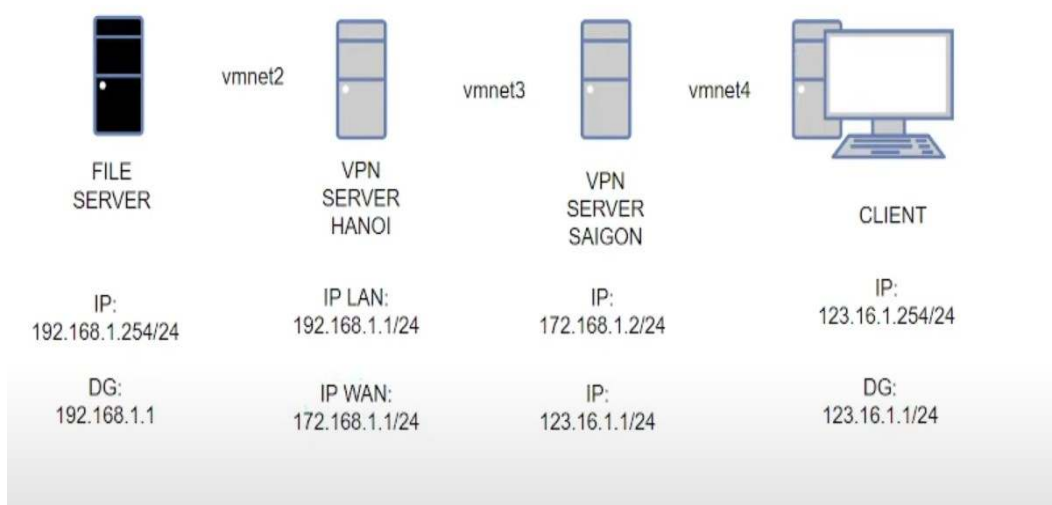 vmnet2
vmnet3
vmnet4
FILE
SERVER
VPN
SERVER
HANOI
VPN
SERVER
SAIGON
CLIENT
IP:
192.168.1.254/24
IP LAN:
192.168.1.1/24
IP:
172.168.1.2/24
IP:
123.16.1.254/24
DG:
192.168.1.1
IP WAN:
172.168.1.1/24
IP:
123.16.1.1/24
DG:
123.16.1.1/24